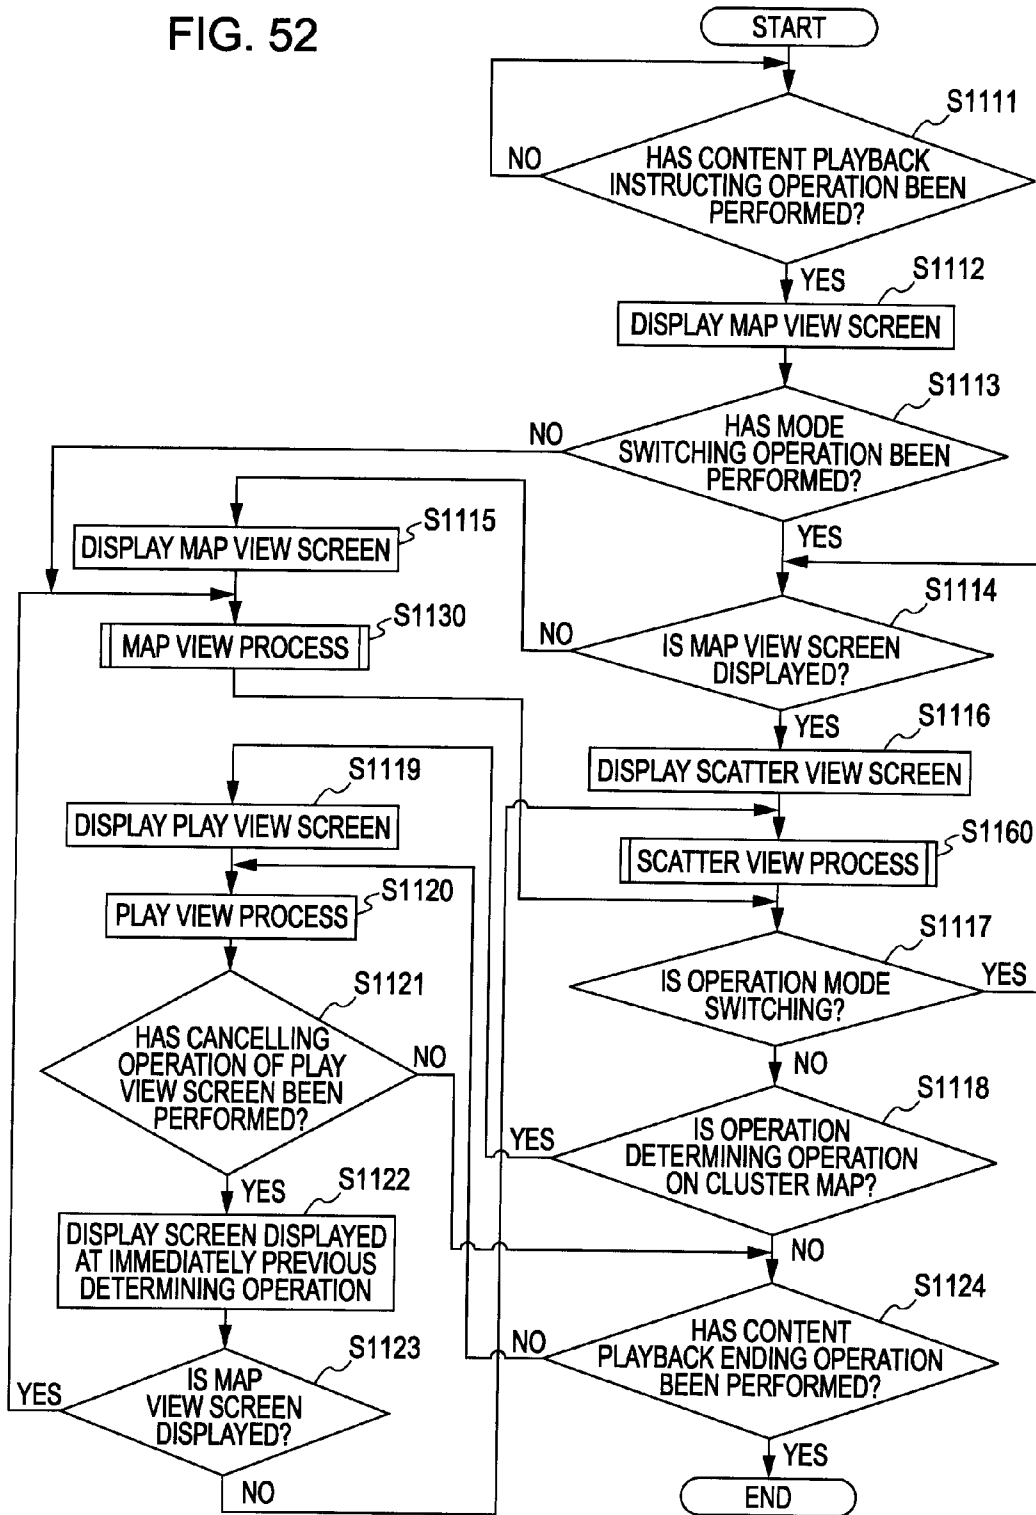 FIG. 52
START
S1111
HAS CONTENT PLAYBACK
INSTRUCTING OPERATION BEEN
PERFORMED?
NO
YES
S1112
DISPLAY MAP VIEW SCREEN
S1113
HAS MODE
SWITCHING OPERATION BEEN
PERFORMED?
NO
YES
S1115
DISPLAY MAP VIEW SCREEN
S1130
MAP VIEW PROCESS
S1114
IS MAP VIEW SCREEN
DISPLAYED?
NO
YES
S1116
DISPLAY SCATTER VIEW SCREEN
S1160
SCATTER VIEW PROCESS
S1117
IS OPERATION MODE
SWITCHING?
YES
NO
S1118
IS OPERATION
DETERMINING OPERATION
ON CLUSTER MAP?
YES
NO
S1119
DISPLAY PLAY VIEW SCREEN
S1120
PLAY VIEW PROCESS
S1121
HAS CANCELLING
OPERATION OF PLAY
VIEW SCREEN BEEN
PERFORMED?
NO
YES
S1122
DISPLAY SCREEN DISPLAYED
AT IMMEDIATELY PREVIOUS
DETERMINING OPERATION
S1123
IS MAP
VIEW SCREEN
DISPLAYED?
YES
NO
S1124
HAS CONTENT
PLAYBACK ENDING OPERATION
BEEN PERFORMED?
NO
YES
END